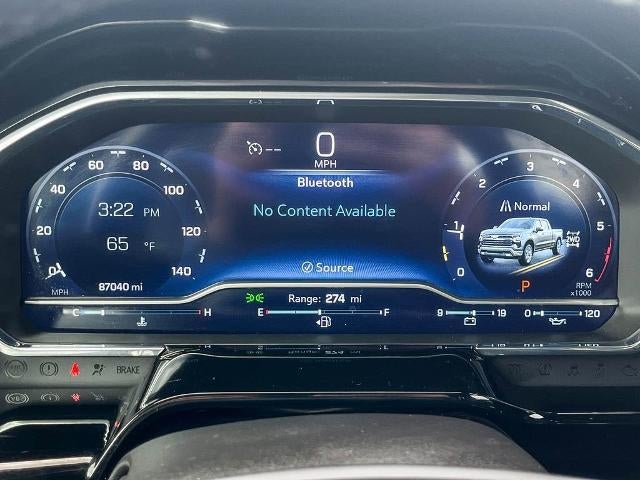 0
MPH
--
Bluetooth
No Content Available
Source
0 20 40 60 80 100 120 140
3:22 PM
65 °F
MPH
87040 mi
0 1 2 3 4 5 6
Normal
2WD
P
RPM
x1000
C H
Range: 274 mi
E F
9 19
0 120
BRAKE